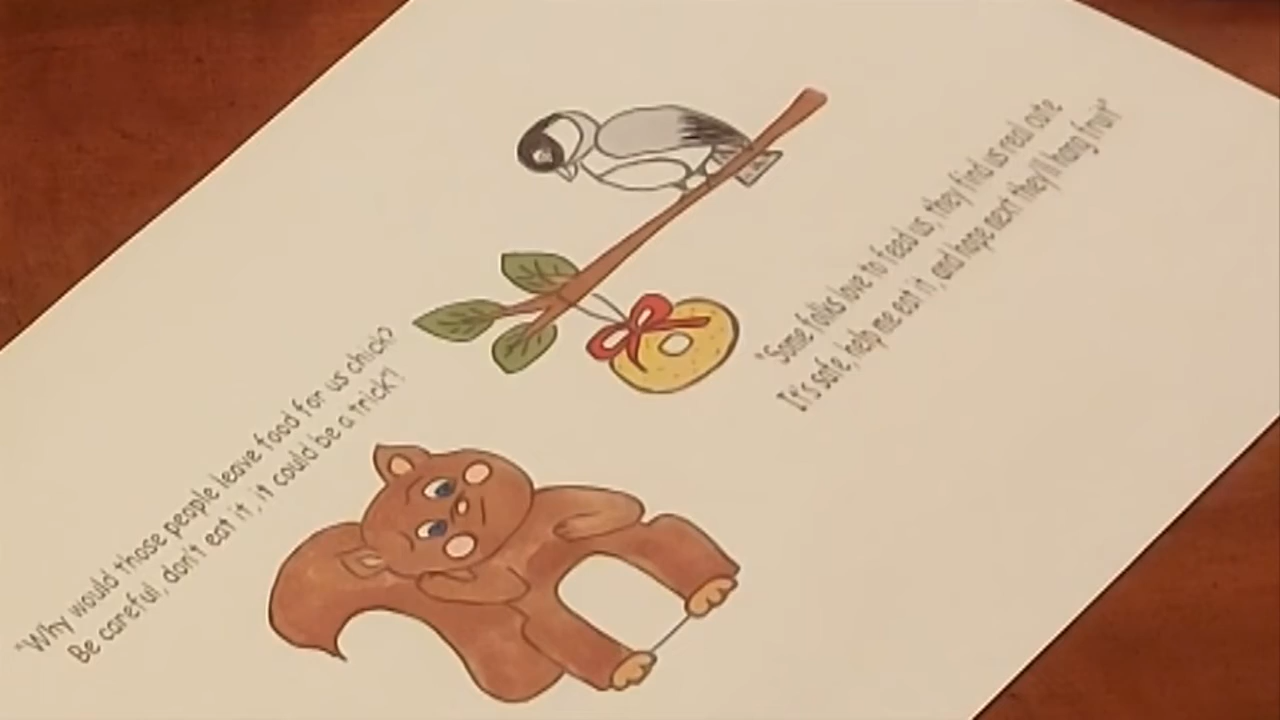 "Why would those people leave food for us chick?
Be careful, don't eat it, it could be a trick"!
"Some folks love to feed us, they find us real cute
It's safe, help me eat it, and hope next they'll hang fruit"